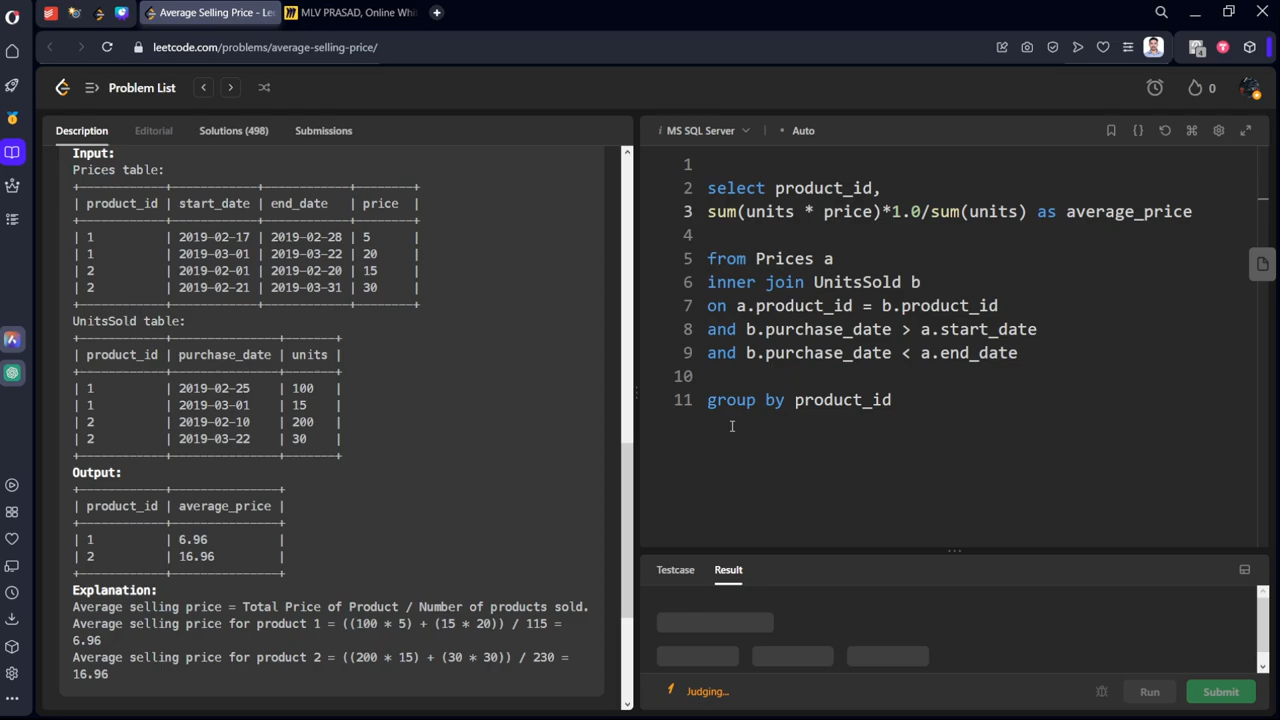 Average Selling Price - Lee
MLV PRASAD, Online Whit
leetcode.com/problems/average-selling-price/
Problem List
0
Description
Editorial
Solutions (498)
Submissions
MS SQL Server
Auto
Input:
Prices table:
+------------+------------+------------+--------+
| product_id | start_date | end_date | price |
+------------+------------+------------+--------+
| 1 | 2019-02-17 | 2019-02-28 | 5 |
| 1 | 2019-03-01 | 2019-03-22 | 20 |
| 2 | 2019-02-01 | 2019-02-20 | 15 |
| 2 | 2019-02-21 | 2019-03-31 | 30 |
+------------+------------+------------+--------+
UnitsSold table:
+------------+---------------+-------+
| product_id | purchase_date | units |
+------------+---------------+-------+
| 1 | 2019-02-25 | 100 |
| 1 | 2019-03-01 | 15 |
| 2 | 2019-02-10 | 200 |
| 2 | 2019-03-22 | 30 |
+------------+---------------+-------+
Output:
+------------+---------------+
| product_id | average_price |
+------------+---------------+
| 1 | 6.96 |
| 2 | 16.96 |
+------------+---------------+
Explanation:
Average selling price = Total Price of Product / Number of products sold.
Average selling price for product 1 = ((100 * 5) + (15 * 20)) / 115 =
6.96
Average selling price for product 2 = ((200 * 15) + (30 * 30)) / 230 =
16.96
1
2 select product_id,
3 sum(units * price)*1.0/sum(units) as average_price
4
5 from Prices a
6 inner join UnitsSold b
7 on a.product_id = b.product_id
8 and b.purchase_date > a.start_date
9 and b.purchase_date < a.end_date
10
11 group by product_id
Testcase
Result
Judging...
Run
Submit